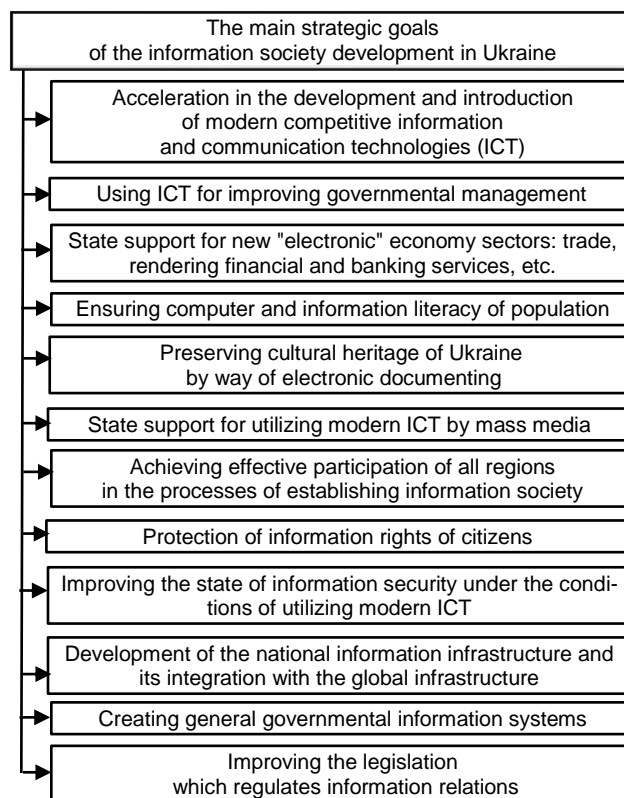 The main strategic goals
of the information society development in Ukraine
Acceleration in the development and introduction
of modern competitive information
and communication technologies (ICT)
Using ICT for improving governmental management
State support for new "electronic" economy sectors: trade,
rendering financial and banking services, etc.
Ensuring computer and information literacy of population
Preserving cultural heritage of Ukraine
by way of electronic documenting
State support for utilizing modern ICT by mass media
Achieving effective participation of all regions
in the processes of establishing information society
Protection of information rights of citizens
Improving the state of information security under the condi-
tions of utilizing modern ICT
Development of the national information infrastructure and
its integration with the global infrastructure
Creating general governmental information systems
Improving the legislation
which regulates information relations